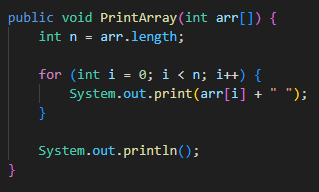 public void PrintArray(int arr[]) {
    int n = arr.length;

    for (int i = 0; i < n; i++) {
        System.out.print(arr[i] + " ");
    }

    System.out.println();
}